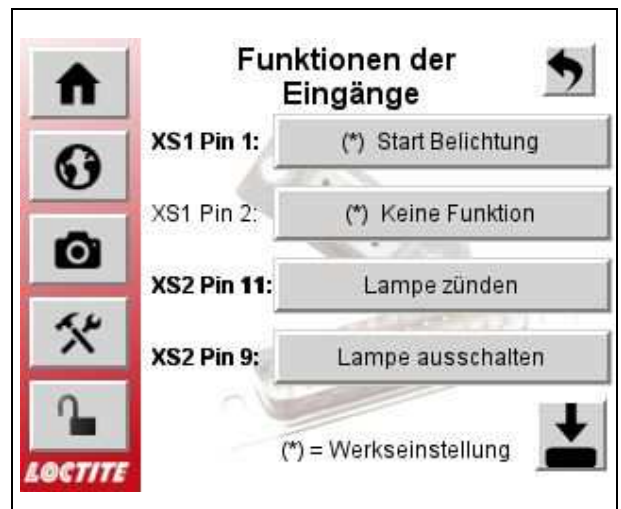 Funktionen der
Eingänge
XS1 Pin 1: (*) Start Belichtung
XS1 Pin 2: (*) Keine Funktion
XS2 Pin 11: Lampe zünden
XS2 Pin 9: Lampe ausschalten
(*) = Werkseinstellung
LOCTITE